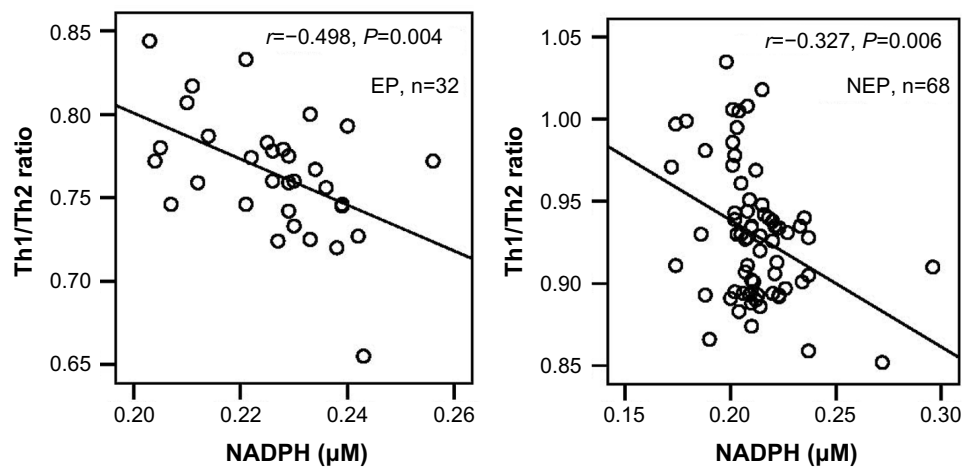 r=−0.498, P=0.004
EP, n=32
Th1/Th2 ratio
0.85
0.80
0.75
0.70
0.65
0.20
0.22
0.24
0.26
NADPH (μM)
r=−0.327, P=0.006
NEP, n=68
Th1/Th2 ratio
1.05
1.00
0.95
0.90
0.85
0.15
0.20
0.25
0.30
NADPH (μM)